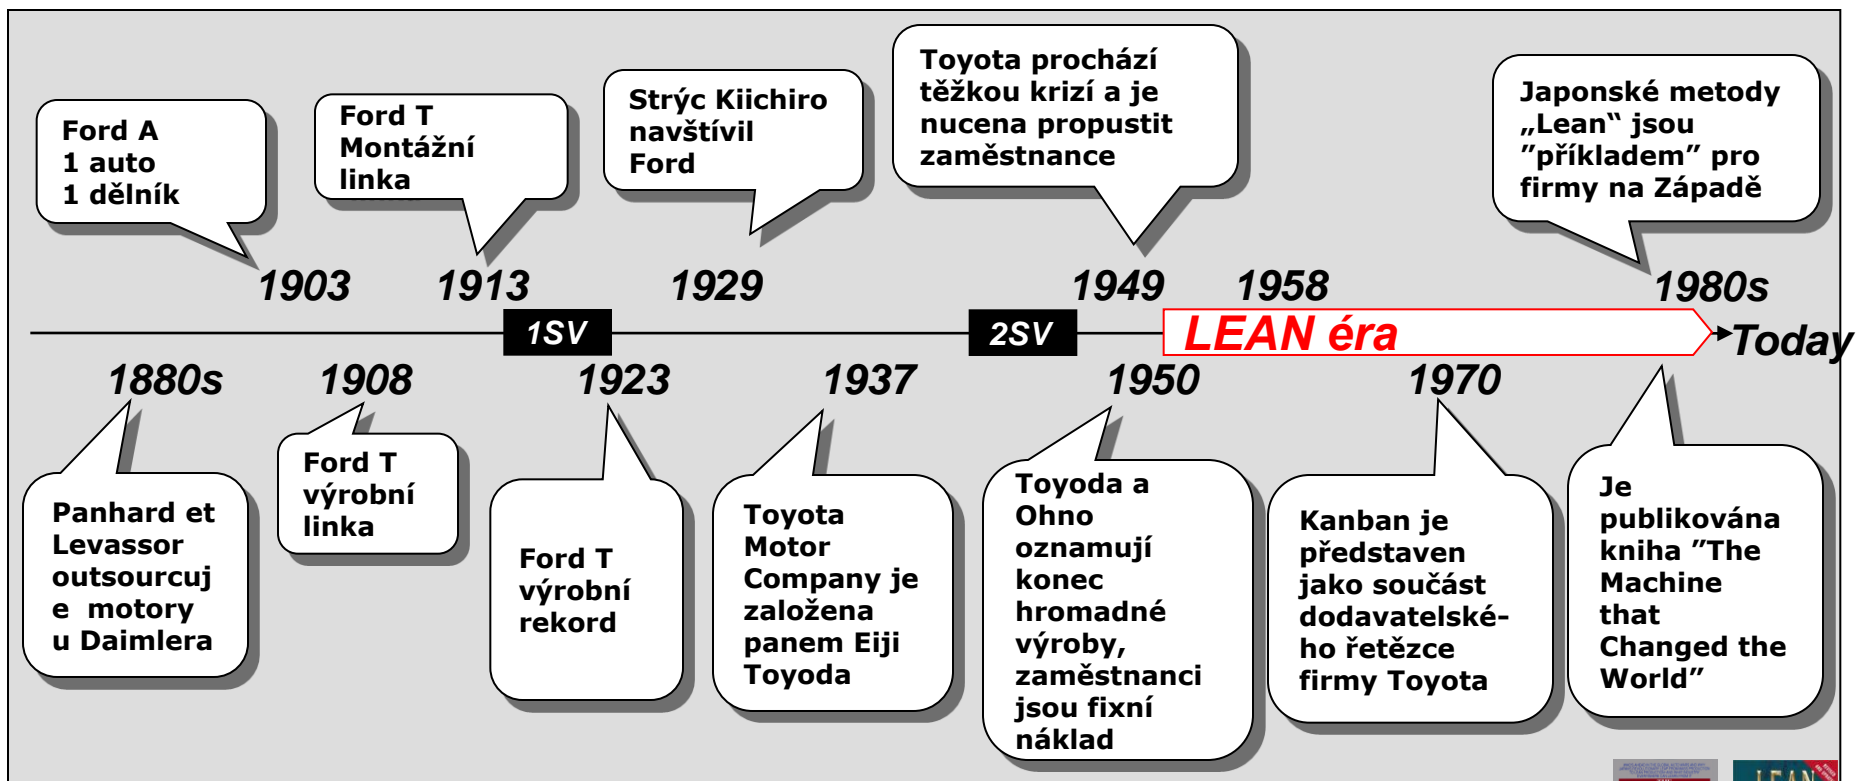 Ford A
1 auto
1 dělník
Ford T
Montážní
linka
Strýc Kiichiro
navštívil
Ford
Toyota prochází
těžkou krizí a je
nucena propustit
zaměstnance
Japonské metody
„Lean“ jsou
”příkladem” pro
firmy na Západě
1903
1913
1929
1949
1958
1980s
1SV
2SV
LEAN éra
Today
1880s
1908
1923
1937
1950
1970
Panhard et
Levassor
outsourcuj
e motory
u Daimlera
Ford T
výrobní
linka
Ford T
výrobní
rekord
Toyota
Motor
Company je
založena
panem Eiji
Toyoda
Toyoda a
Ohno
oznamují
konec
hromadné
výroby,
zaměstnanci
jsou fixní
náklad
Kanban je
představen
jako součást
dodavatelské-
ho řetězce
firmy Toyota
Je
publikována
kniha ”The
Machine
that
Changed the
World”
LEAN